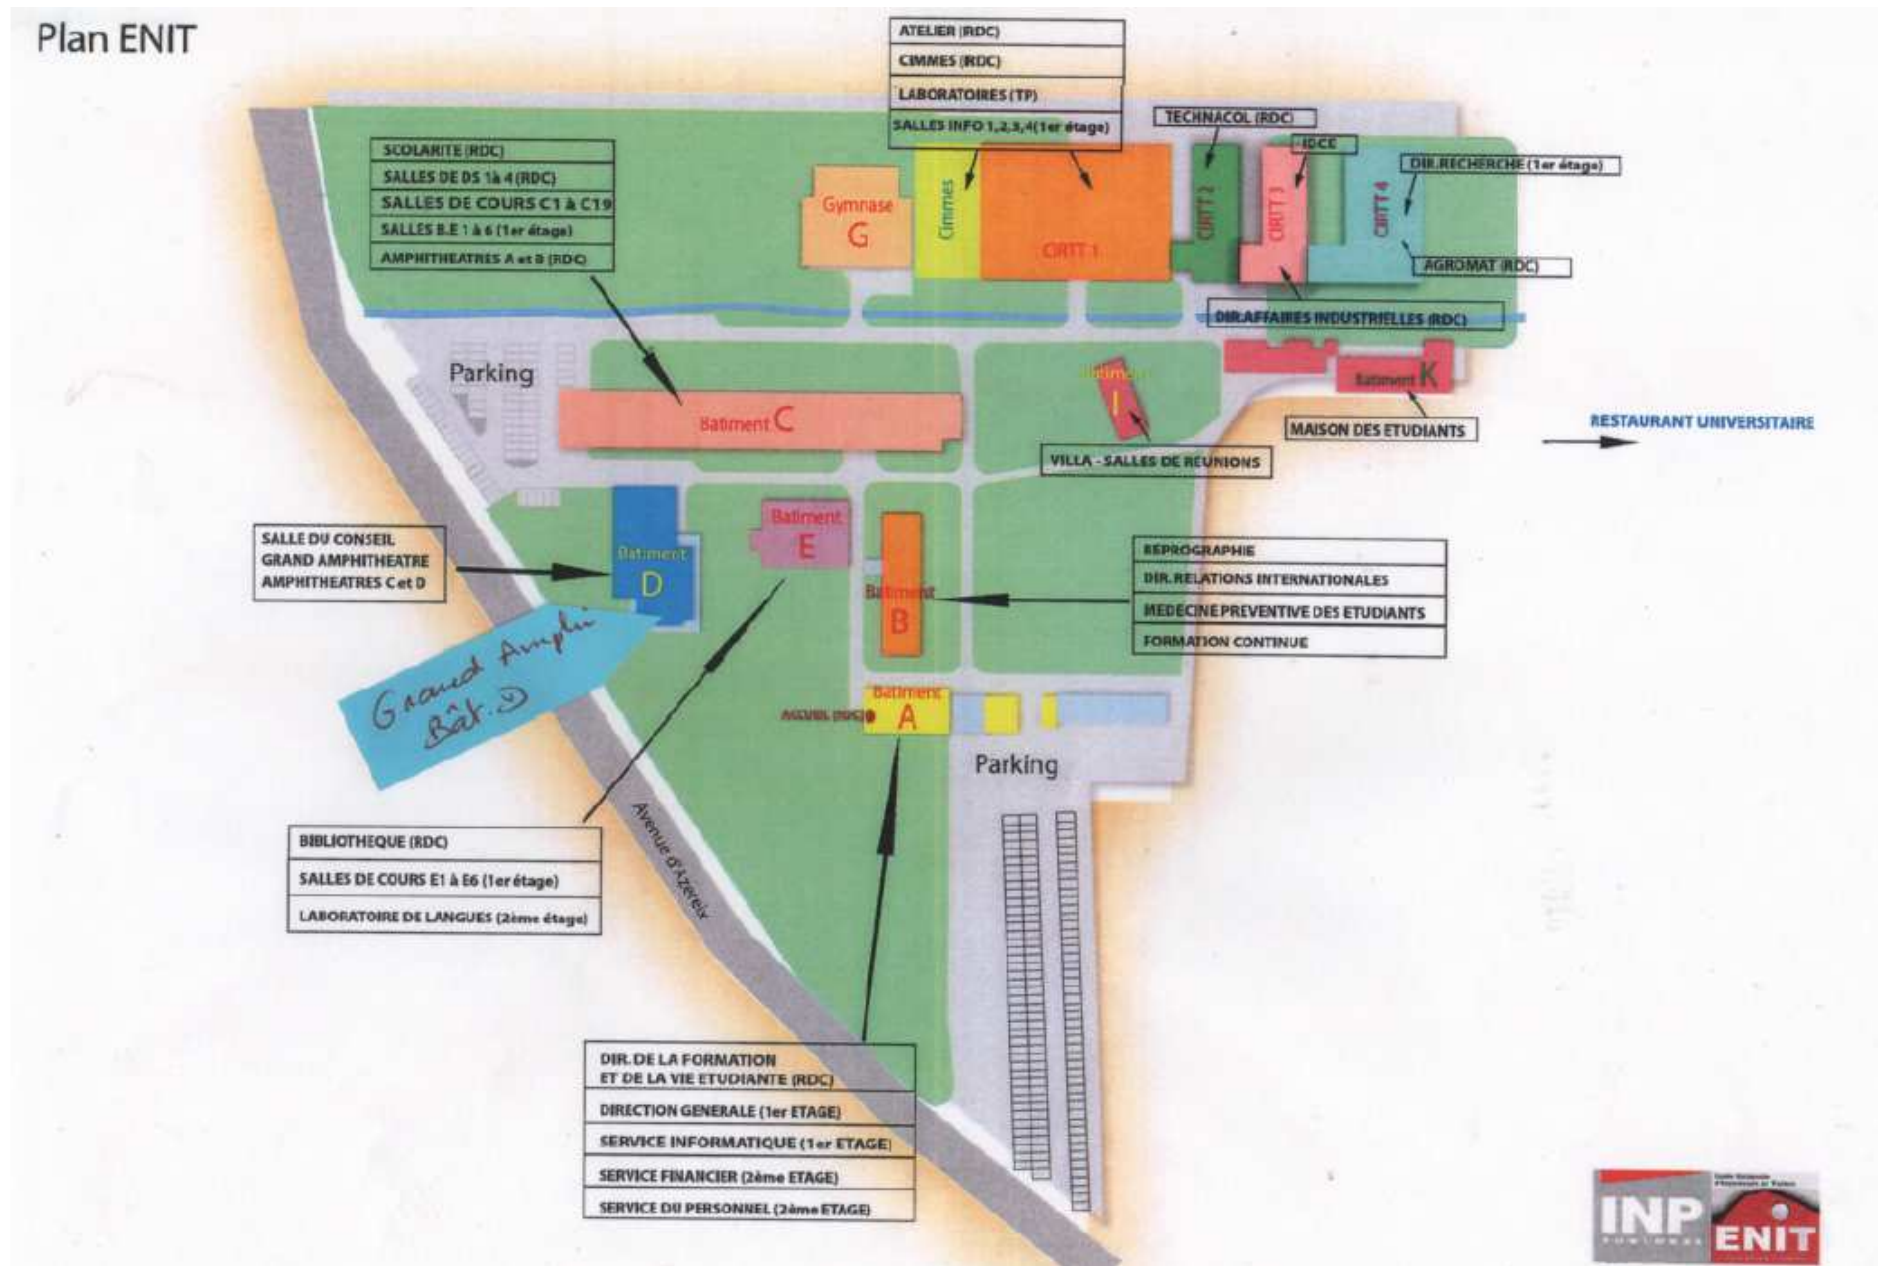 Plan ENIT
ATELIER (RDC)
CIMMES (RDC)
LABORATOIRES (TP)
SALLES INFO 1,2,3,4(1er étage)
TECHNACOL (RDC)
IDCE
DIR.RECHERCHE (1er étage)
SCOLARITE (RDC)
SALLES DE DS 1à 4 (RDC)
SALLES DE COURS C1 à C19
SALLES B.E 1 à 6 (1er étage)
AMPHITHEATRES A et B (RDC)
Gymnase
G
Cimmes
CIRTT 1
CIRTT 2
CIRTT 3
CIRTT 4
AGROMAT (RDC)
DIR.AFFAIRES INDUSTRIELLES (RDC)
Parking
Batiment C
Batiment
I
Batiment K
MAISON DES ETUDIANTS
RESTAURANT UNIVERSITAIRE
VILLA - SALLES DE REUNIONS
SALLE DU CONSEIL
GRAND AMPHITHEATRE
AMPHITHEATRES C et D
Batiment
D
Batiment
E
Batiment
B
REPROGRAPHIE
DIR. RELATIONS INTERNATIONALES
MEDECINE PREVENTIVE DES ETUDIANTS
FORMATION CONTINUE
Grand Amphi
Bât. D
Batiment
A
ACCUEIL (RDC)
Parking
Avenue d'Azereix
BIBLIOTHEQUE (RDC)
SALLES DE COURS E1 à E6 (1er étage)
LABORATOIRE DE LANGUES (2ème étage)
DIR. DE LA FORMATION
ET DE LA VIE ETUDIANTE (RDC)
DIRECTION GENERALE (1er ETAGE)
SERVICE INFORMATIQUE (1er ETAGE)
SERVICE FINANCIER (2ème ETAGE)
SERVICE DU PERSONNEL (2ème ETAGE)
INP
ENIT